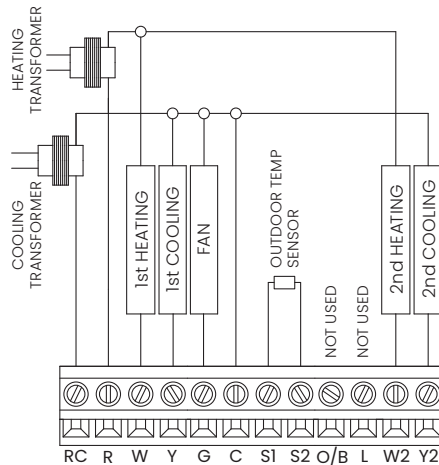 HEATING
TRANSFORMER
COOLING
TRANSFORMER
1st HEATING
1st COOLING
FAN
OUTDOOR TEMP
SENSOR
NOT USED
NOT USED
2nd HEATING
2nd COOLING
RC R W Y G C S1 S2 O/B L W2 Y2